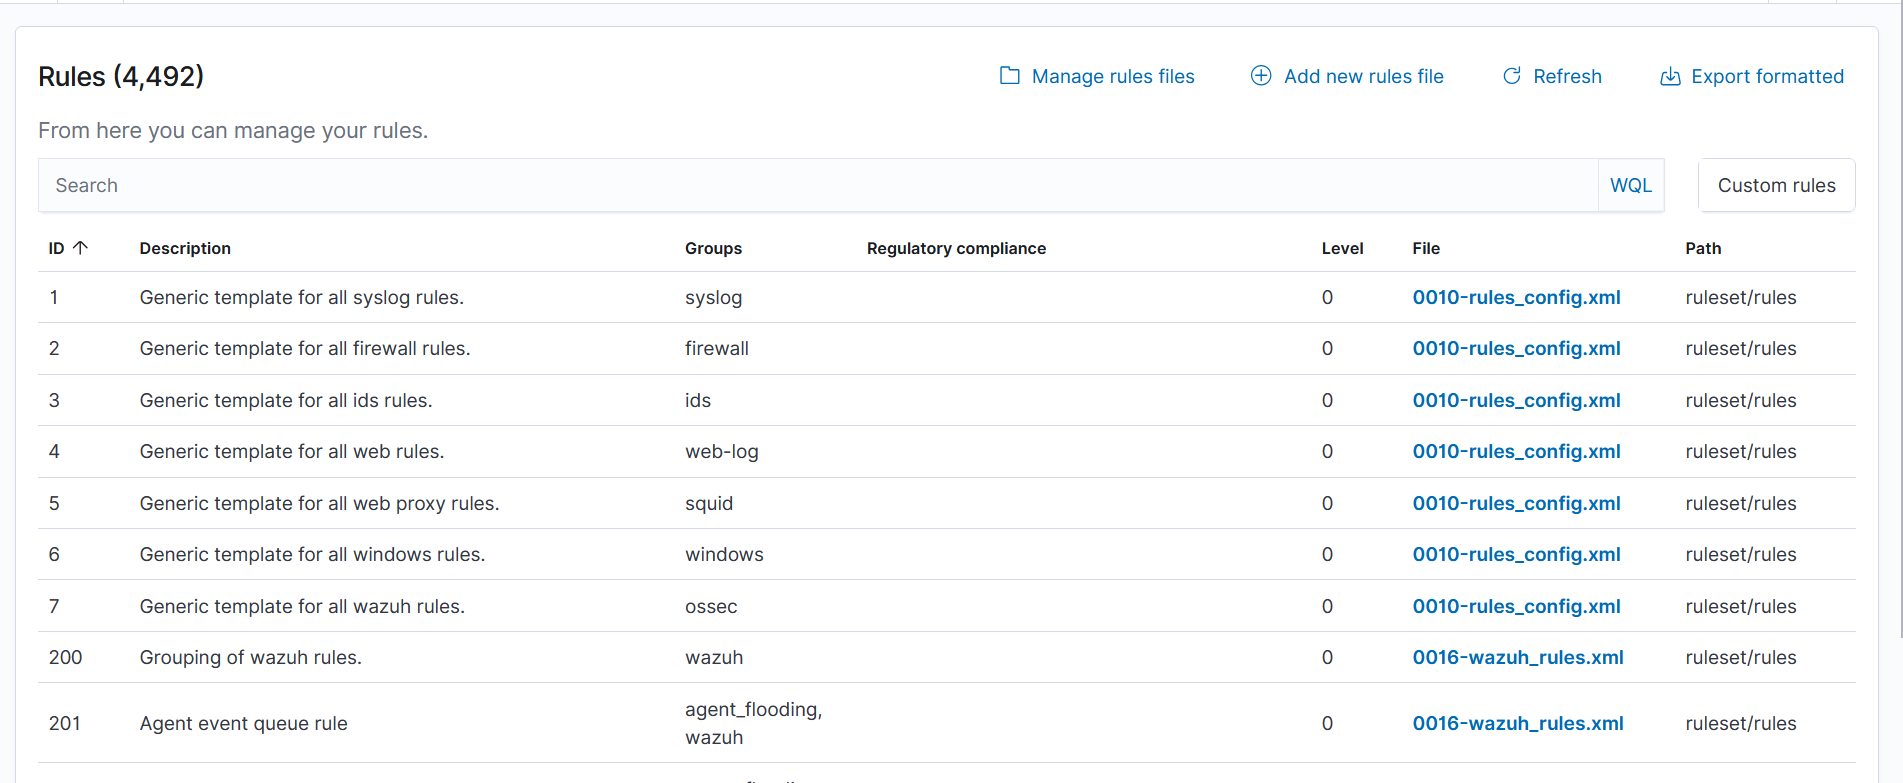 Rules (4,492)
Manage rules files
Add new rules file
Refresh
Export formatted
From here you can manage your rules.
Search
WQL
Custom rules
ID Description Groups Regulatory compliance Level File Path
1 Generic template for all syslog rules. syslog 0 0010-rules_config.xml ruleset/rules
2 Generic template for all firewall rules. firewall 0 0010-rules_config.xml ruleset/rules
3 Generic template for all ids rules. ids 0 0010-rules_config.xml ruleset/rules
4 Generic template for all web rules. web-log 0 0010-rules_config.xml ruleset/rules
5 Generic template for all web proxy rules. squid 0 0010-rules_config.xml ruleset/rules
6 Generic template for all windows rules. windows 0 0010-rules_config.xml ruleset/rules
7 Generic template for all wazuh rules. ossec 0 0010-rules_config.xml ruleset/rules
200 Grouping of wazuh rules. wazuh 0 0016-wazuh_rules.xml ruleset/rules
201 Agent event queue rule agent_flooding, wazuh 0 0016-wazuh_rules.xml ruleset/rules